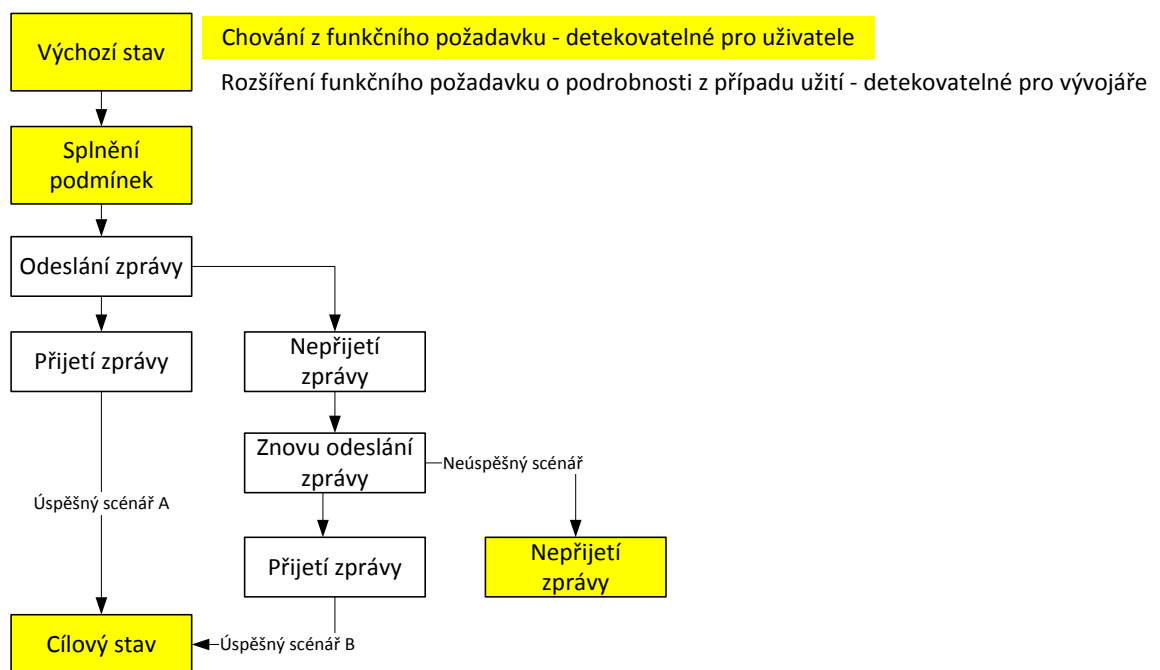 Výchozí stav
Chování z funkčního požadavku - detekovatelné pro uživatele
Rozšíření funkčního požadavku o podrobnosti z případu užití - detekovatelné pro vývojáře
Splnění
podmínek
Odeslání zprávy
Přijetí zprávy
Nepřijetí
zprávy
Znovu odeslání
zprávy
Neúspěšný scénář
Úspěšný scénář A
Přijetí zprávy
Nepřijetí
zprávy
Cílový stav
Úspěšný scénář B